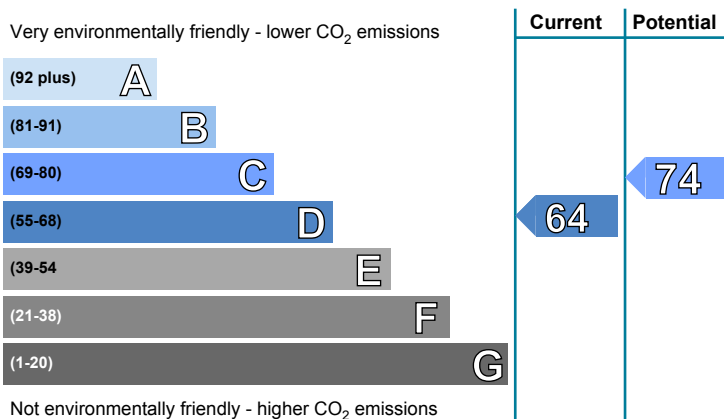 Current Potential
Very environmentally friendly - lower CO2 emissions
(92 plus) A
(81-91) B
(69-80) C
74
(55-68) D
64
(39-54 E
(21-38) F
(1-20) G
Not environmentally friendly - higher CO2 emissions